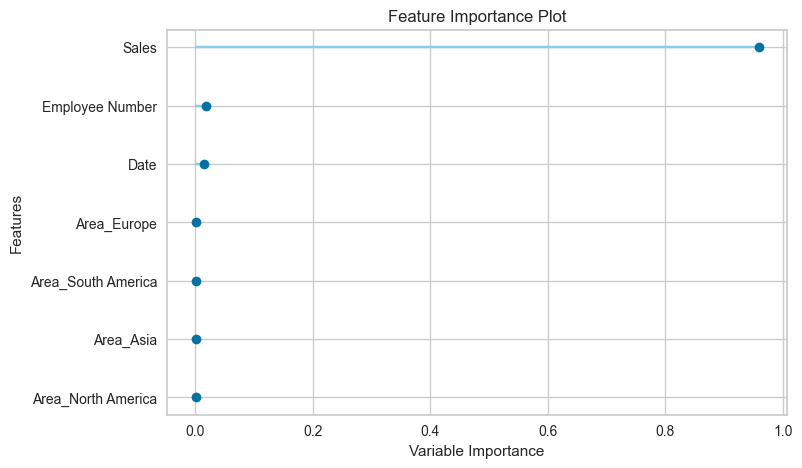 Feature Importance Plot
Sales
Employee Number
Date
Area_Europe
Area_South America
Area_Asia
Area_North America
Features
0.0 0.2 0.4 0.6 0.8 1.0
Variable Importance